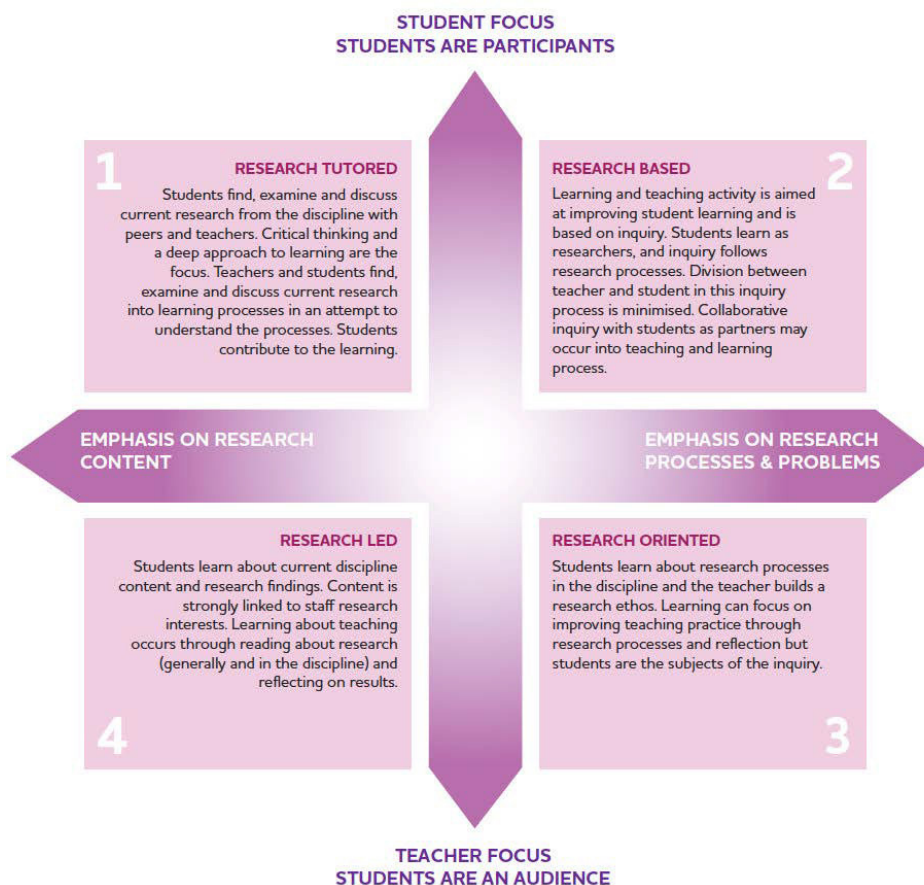 STUDENT FOCUS
STUDENTS ARE PARTICIPANTS
1
RESEARCH TUTORED
Students find, examine and discuss
current research from the discipline with
peers and teachers. Critical thinking and
a deep approach to learning are the
focus. Teachers and students find,
examine and discuss current research
into learning processes in an attempt to
understand the processes. Students
contribute to the learning.
2
RESEARCH BASED
Learning and teaching activity is aimed
at improving student learning and is
based on inquiry. Students learn as
researchers, and inquiry follows
research processes. Division between
teacher and student in this inquiry
process is minimised. Collaborative
inquiry with students as partners may
occur into teaching and learning
process.
EMPHASIS ON RESEARCH
CONTENT
EMPHASIS ON RESEARCH
PROCESSES & PROBLEMS
RESEARCH LED
Students learn about current discipline
content and research findings. Content is
strongly linked to staff research
interests. Learning about teaching
occurs through reading about research
(generally and in the discipline) and
reflecting on results.
4
RESEARCH ORIENTED
Students learn about research processes
in the discipline and the teacher builds a
research ethos. Learning can focus on
improving teaching practice through
research processes and reflection but
students are the subjects of the inquiry.
3
TEACHER FOCUS
STUDENTS ARE AN AUDIENCE